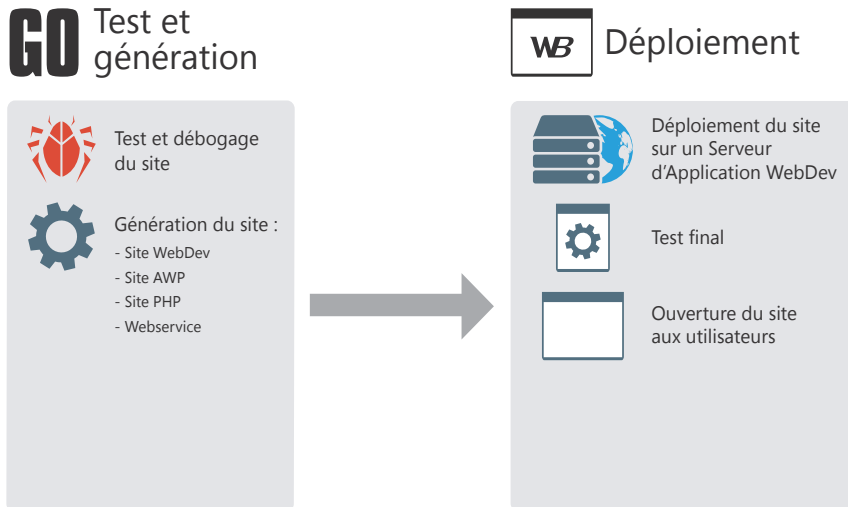 GO Test et
génération
Test et débogage
du site
Génération du site :
- Site WebDev
- Site AWP
- Site PHP
- Webservice
WB Déploiement
Déploiement du site
sur un Serveur
d'Application WebDev
Test final
Ouverture du site
aux utilisateurs